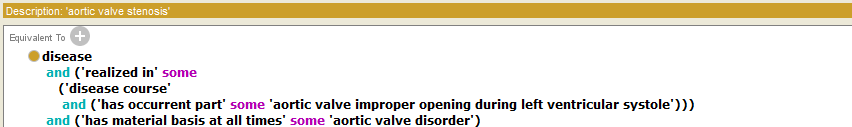 Description: 'aortic valve stenosis'
Equivalent To
disease
and ('realized in' some
('disease course'
and ('has occurrent part' some 'aortic valve improper opening during left ventricular systole')))
and ('has material basis at all times' some 'aortic valve disorder')